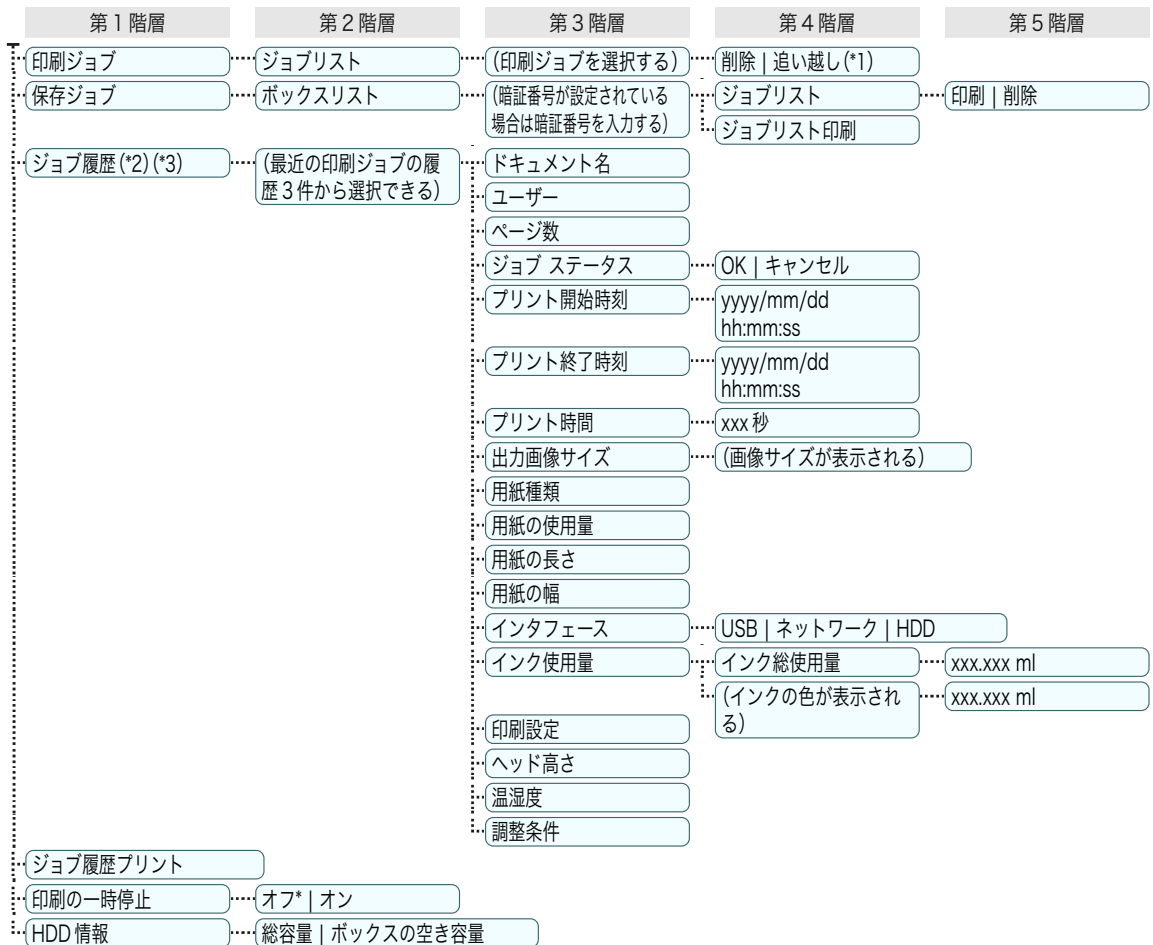 第１階層 第２階層 第３階層 第４階層 第５階層
印刷ジョブ ジョブリスト (印刷ジョブを選択する) 削除 | 追い越し(*1)
保存ジョブ ボックスリスト (暗証番号が設定されている ジョブリスト 印刷 | 削除
場合は暗証番号を入力する) ジョブリスト印刷
ジョブ履歴(*2)(*3) (最近の印刷ジョブの履 ドキュメント名
歴３件から選択できる) ユーザー
ページ数
ジョブ ステータス OK | キャンセル
プリント開始時刻 yyyy/mm/dd
hh:mm:ss
プリント終了時刻 yyyy/mm/dd
hh:mm:ss
プリント時間 xxx 秒
出力画像サイズ (画像サイズが表示される)
用紙種類
用紙の使用量
用紙の長さ
用紙の幅
インタフェース USB | ネットワーク | HDD
インク使用量 インク総使用量 xxx.xxx ml
(インクの色が表示され xxx.xxx ml
る)
印刷設定
ヘッド高さ
温湿度
調整条件
ジョブ履歴プリント
印刷の一時停止 オフ* | オン
HDD 情報 総容量 | ボックスの空き容量